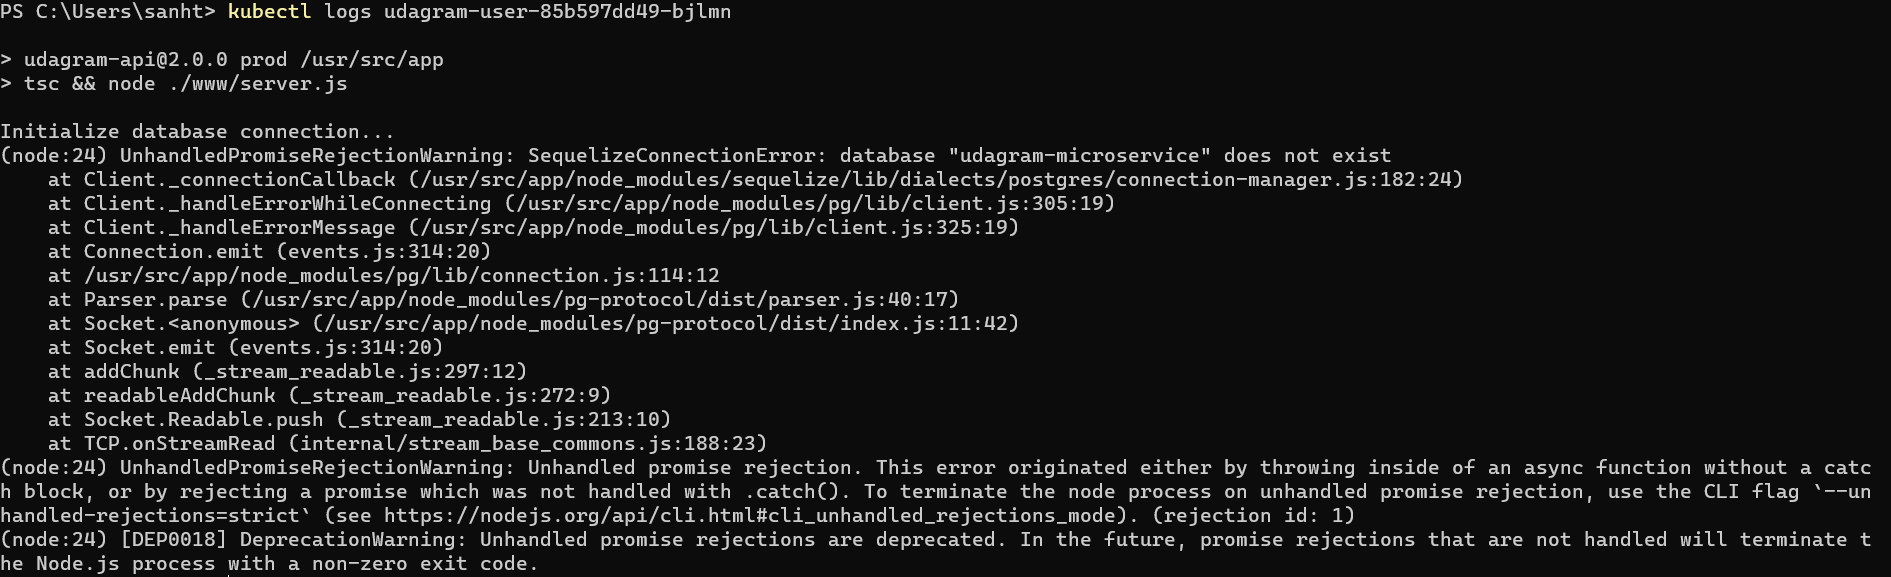 PS C:\Users\sanht> kubectl logs udagram-user-85b597dd49-bjlmn
> udagram-api@2.0.0 prod /usr/src/app
> tsc && node ./www/server.js
Initialize database connection...
(node:24) UnhandledPromiseRejectionWarning: SequelizeConnectionError: database "udagram-microservice" does not exist
    at Client._connectionCallback (/usr/src/app/node_modules/sequelize/lib/dialects/postgres/connection-manager.js:182:24)
    at Client._handleErrorWhileConnecting (/usr/src/app/node_modules/pg/lib/client.js:305:19)
    at Client._handleErrorMessage (/usr/src/app/node_modules/pg/lib/client.js:325:19)
    at Connection.emit (events.js:314:20)
    at /usr/src/app/node_modules/pg/lib/connection.js:114:12
    at Parser.parse (/usr/src/app/node_modules/pg-protocol/dist/parser.js:40:17)
    at Socket.<anonymous> (/usr/src/app/node_modules/pg-protocol/dist/index.js:11:42)
    at Socket.emit (events.js:314:20)
    at addChunk (_stream_readable.js:297:12)
    at readableAddChunk (_stream_readable.js:272:9)
    at Socket.Readable.push (_stream_readable.js:213:10)
    at TCP.onStreamRead (internal/stream_base_commons.js:188:23)
(node:24) UnhandledPromiseRejectionWarning: Unhandled promise rejection. This error originated either by throwing inside of an async function without a catc
h block, or by rejecting a promise which was not handled with .catch(). To terminate the node process on unhandled promise rejection, use the CLI flag `--un
handled-rejections=strict` (see https://nodejs.org/api/cli.html#cli_unhandled_rejections_mode). (rejection id: 1)
(node:24) [DEP0018] DeprecationWarning: Unhandled promise rejections are deprecated. In the future, promise rejections that are not handled will terminate t
he Node.js process with a non-zero exit code.